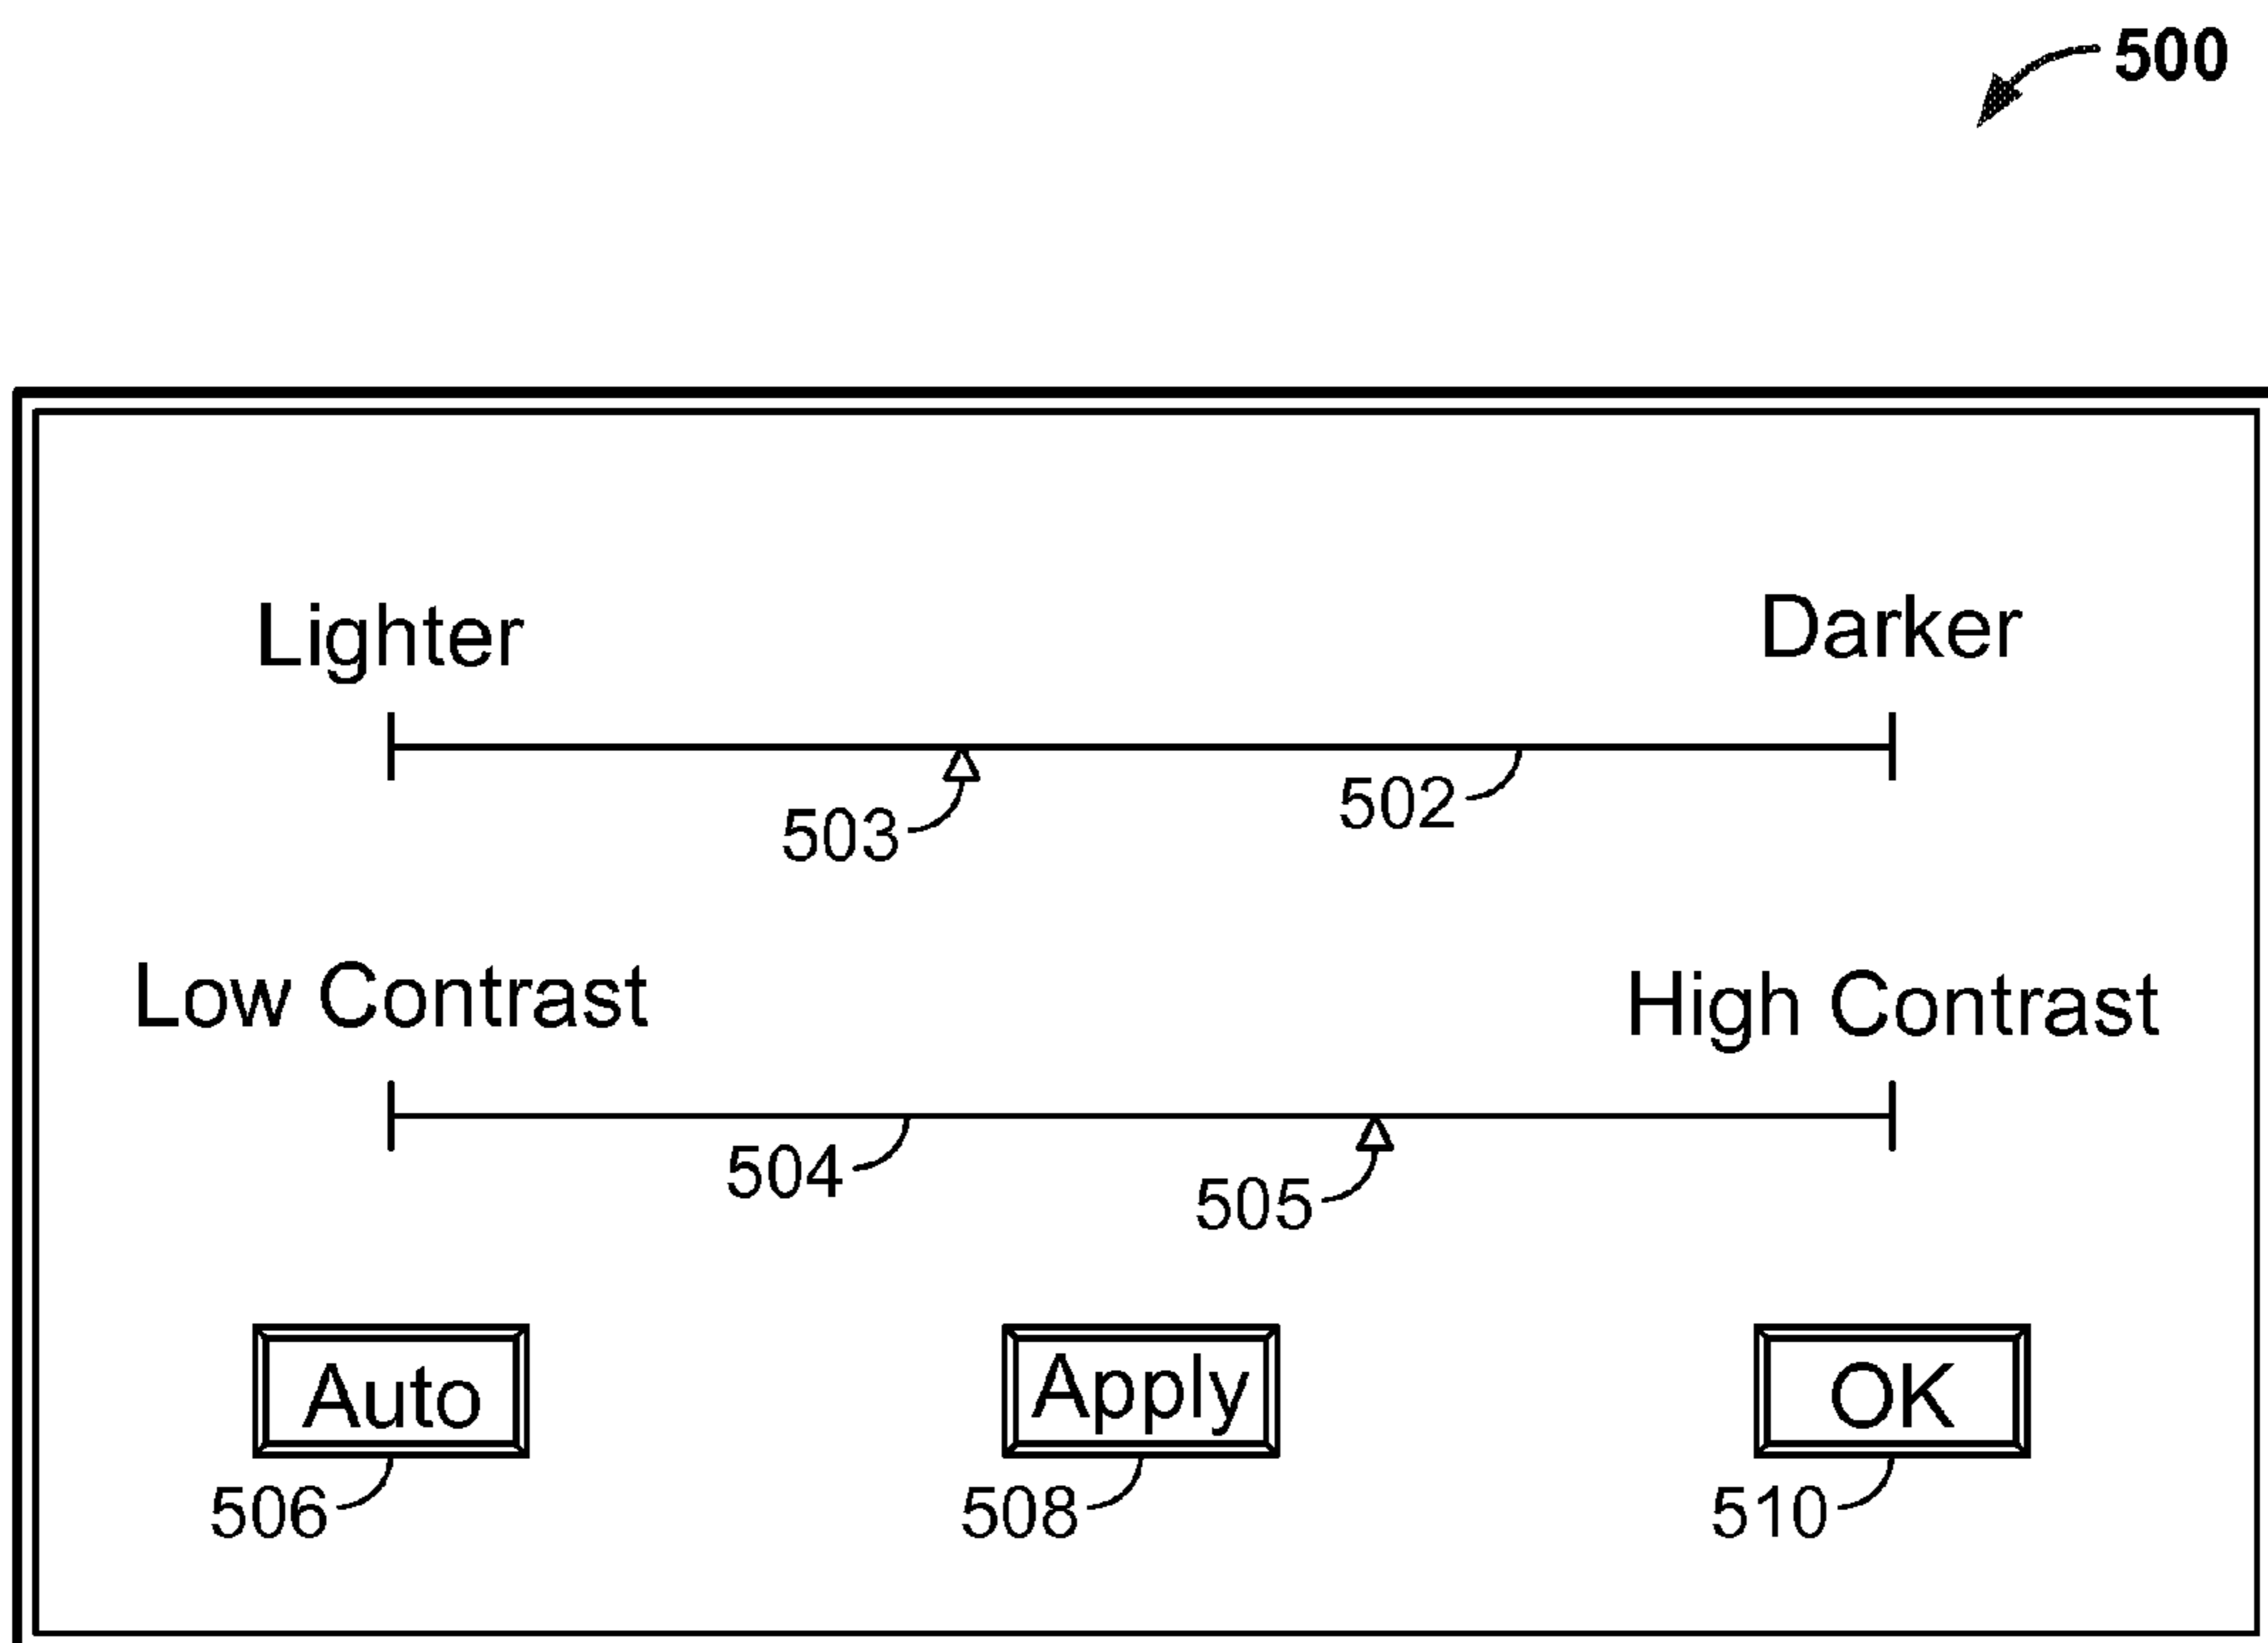 500
Lighter Darker
503 502
Low Contrast High Contrast
504 505
Auto Apply OK
506 508 510